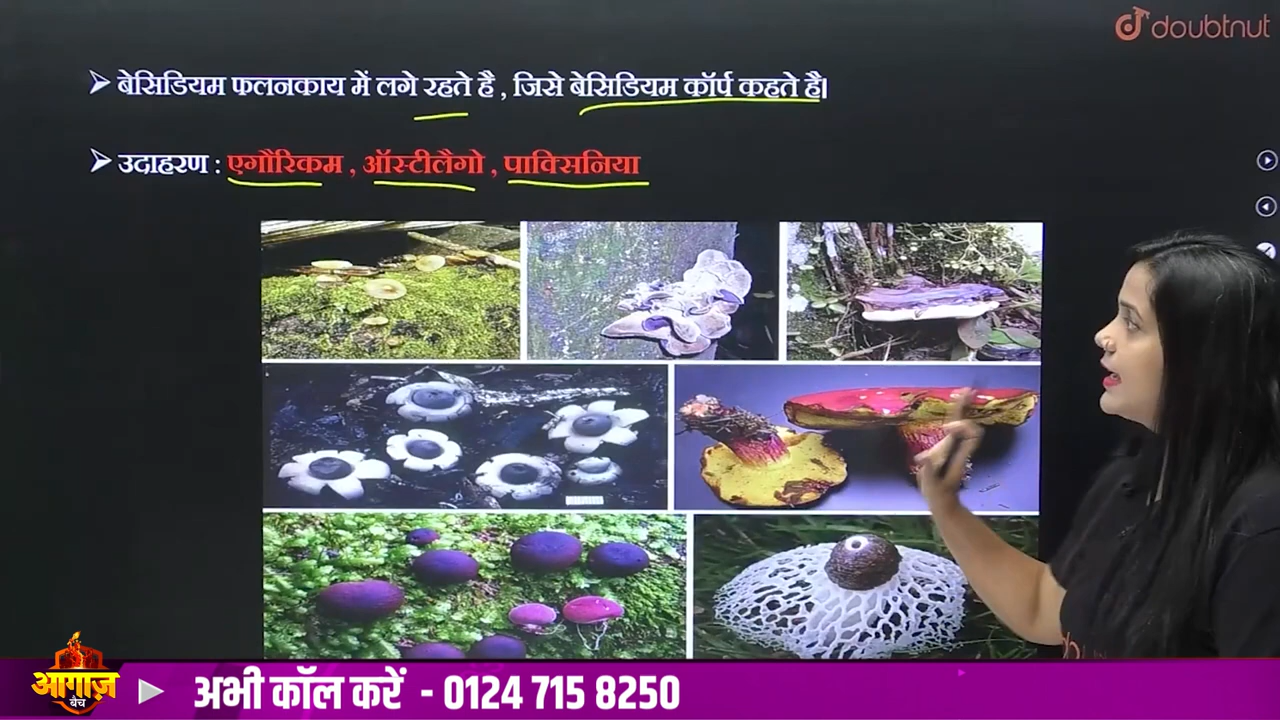 doubtnut
बेसिडियम फलनकाय में लगे रहते है , जिसे बेसिडियम कॉर्प कहते है।
उदाहरण : एगौरिकम , ऑस्टीलैगो , पाक्सिनिया
आगाज़
बैच
अभी कॉल करें - 0124 715 8250